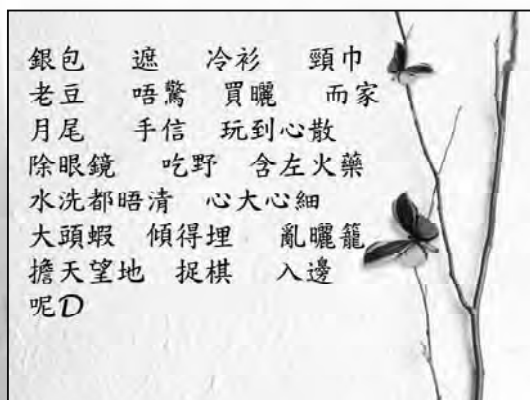 銀包 遮 冷衫 頸巾
老豆 唔驚 買曬 而家
月尾 手信 玩到心散
除眼鏡 吃野 含左火藥
水洗都唔清 心大心細
大頭蝦 傾得埋 亂曬籠
擔天望地 捉棋 入邊
呢D